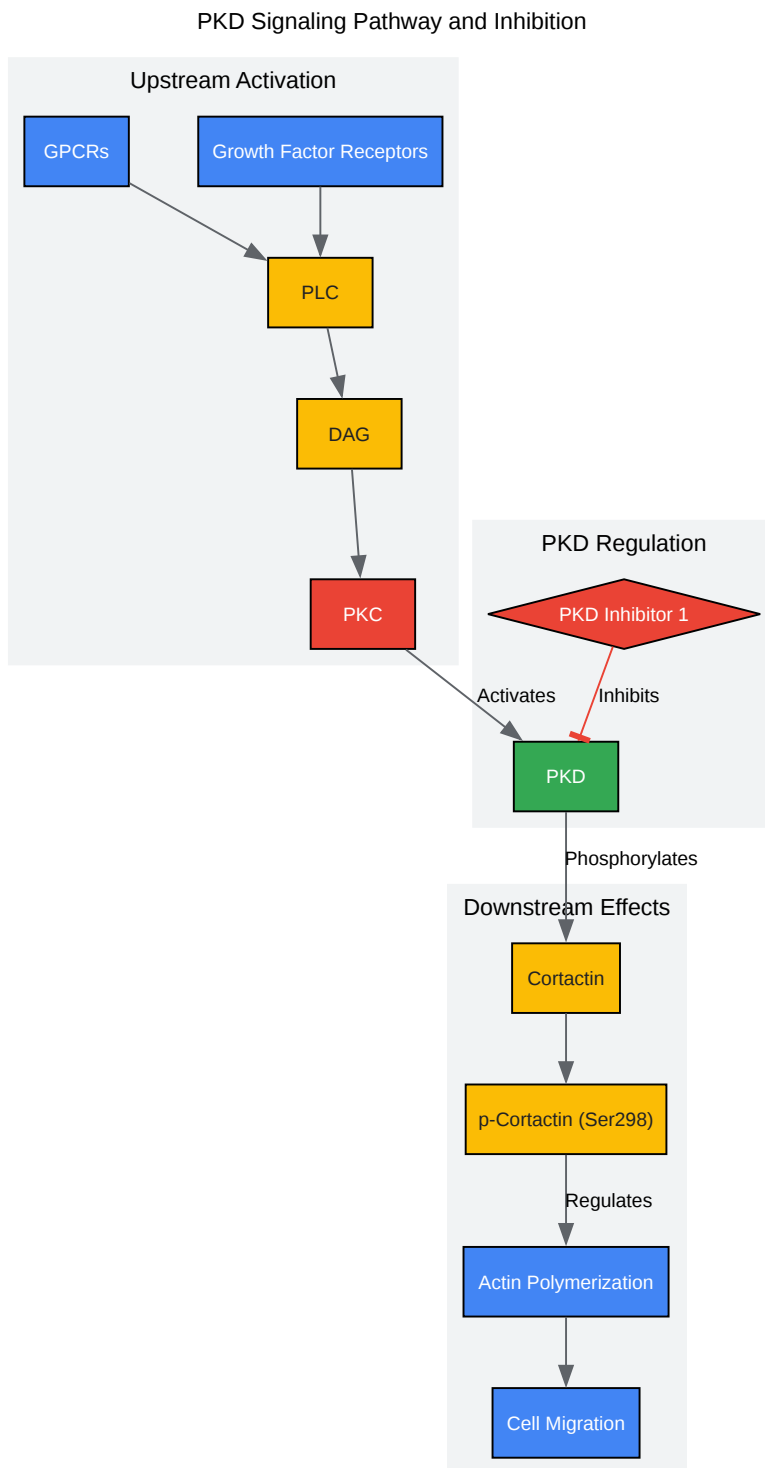 PKD Signaling Pathway and Inhibition
Upstream Activation
GPCRs
Growth Factor Receptors
PLC
DAG
PKC
PKD Regulation
PKD Inhibitor 1
Activates
Inhibits
PKD
Phosphorylates
Downstream Effects
Cortactin
p-Cortactin (Ser298)
Regulates
Actin Polymerization
Cell Migration